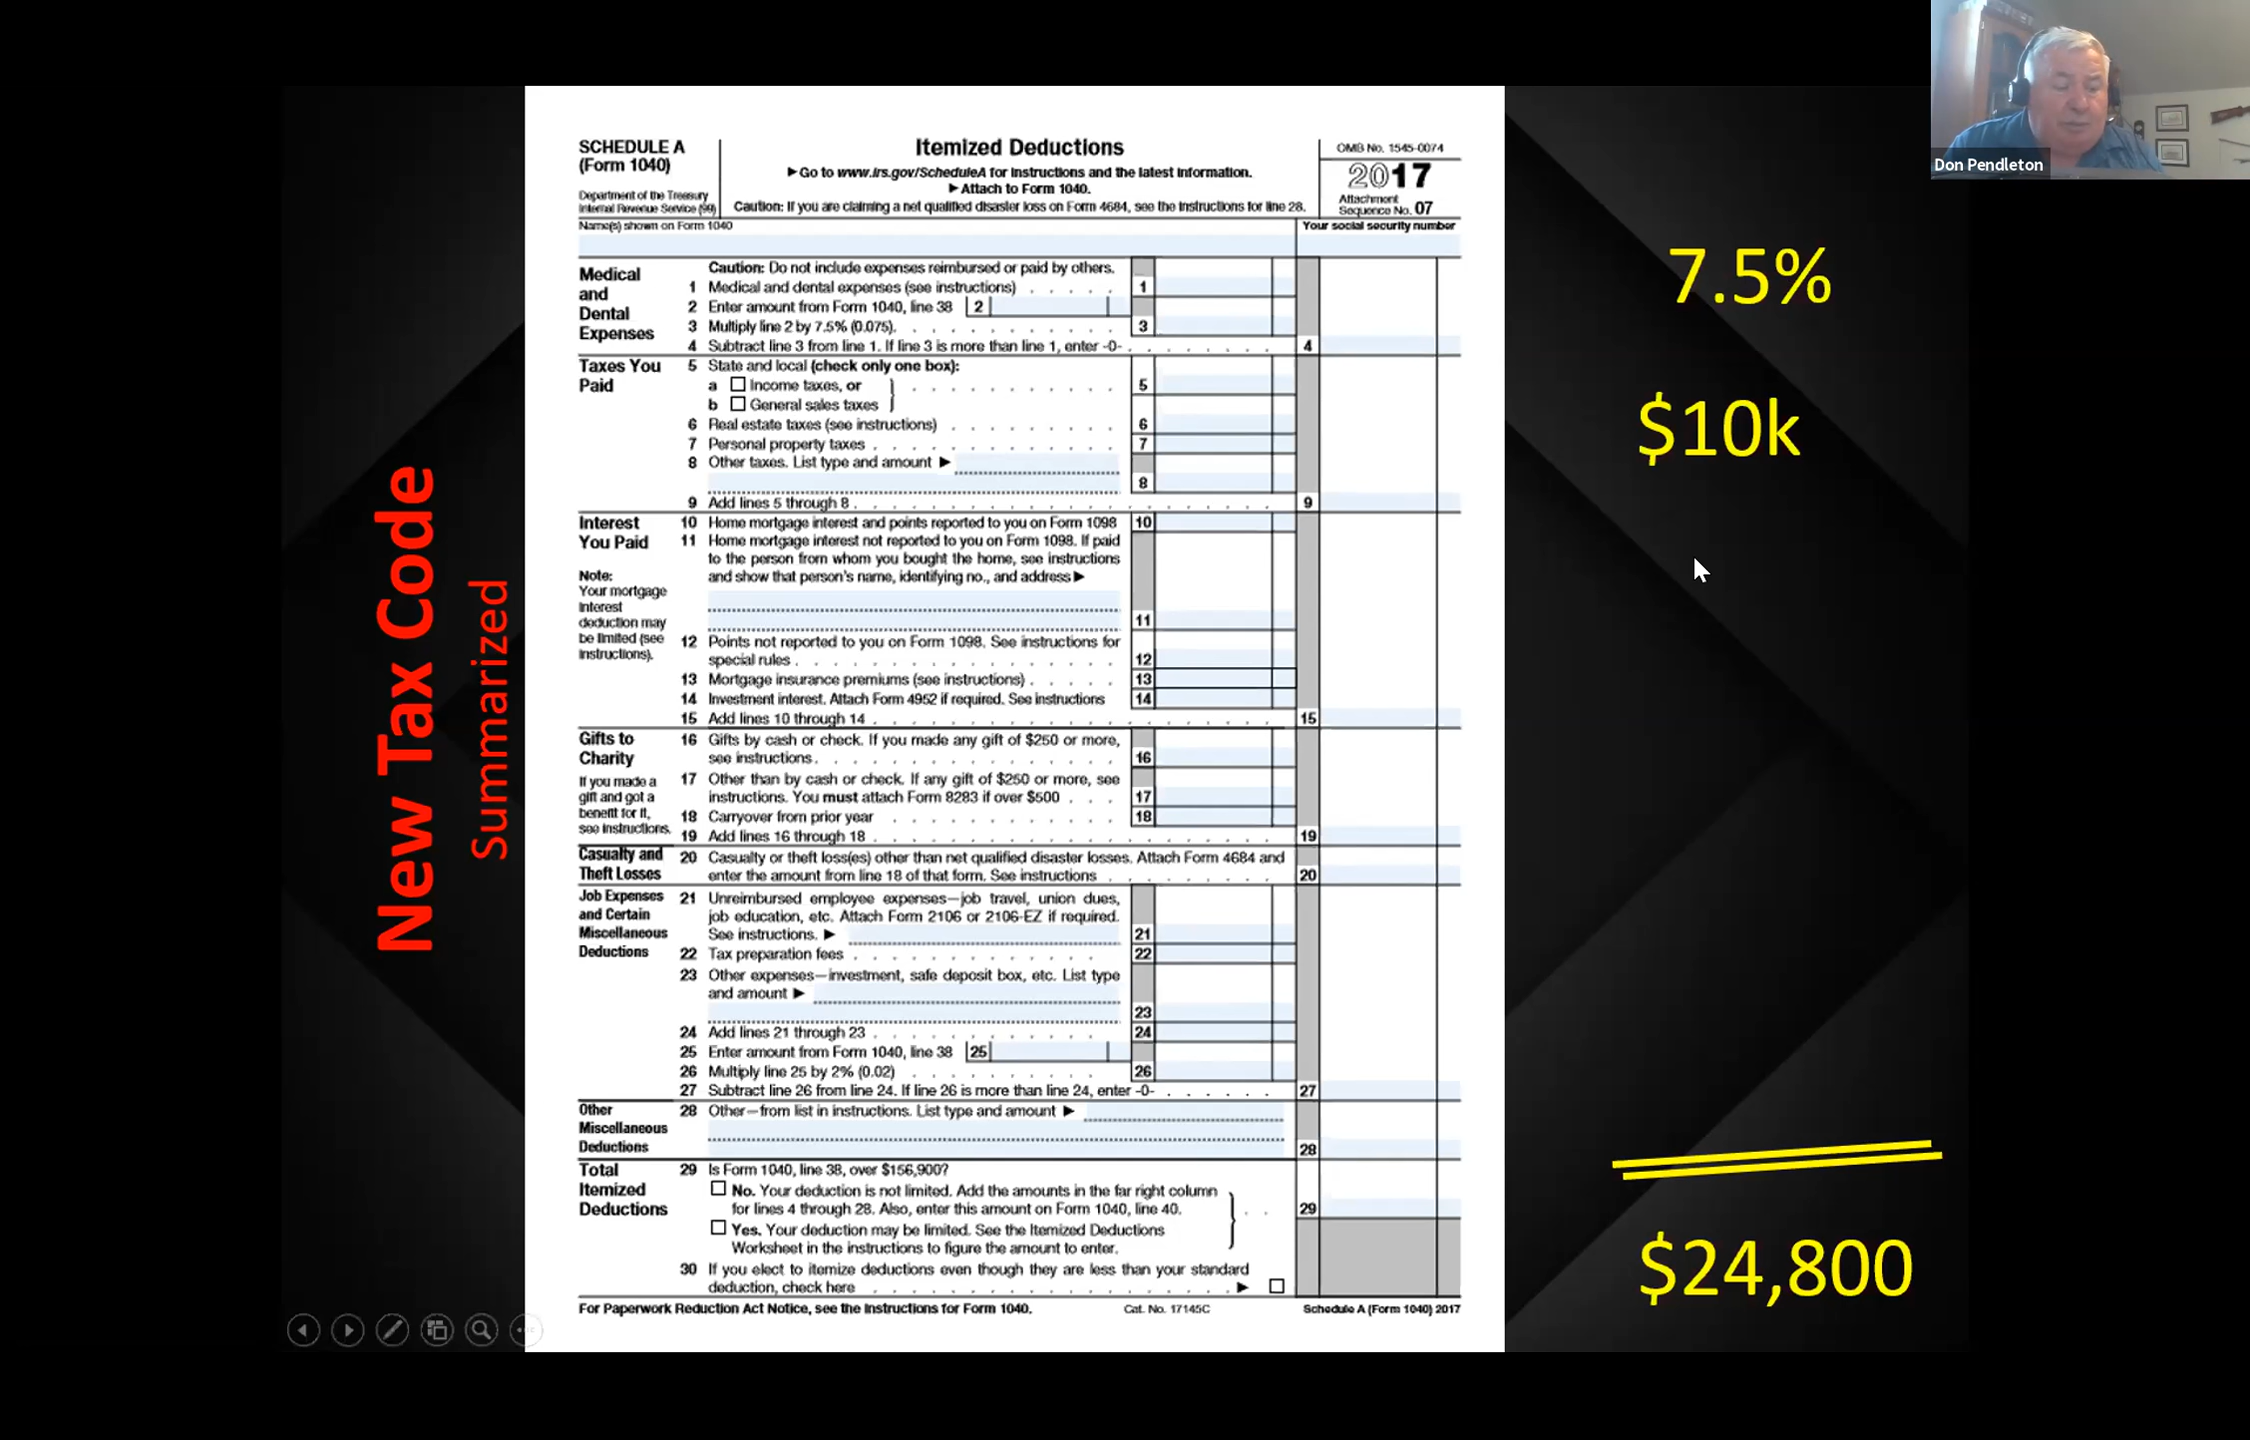 Don Pendleton
New Tax Code
Summarized
SCHEDULE A
(Form 1040)
Department of the Treasury
Internal Revenue Service (99)
Itemized Deductions
▶Go to www.irs.gov/ScheduleA for instructions and the latest information.
▶Attach to Form 1040.
Caution: If you are claiming a net qualified disaster loss on Form 4684, see the instructions for line 28.
OMB No. 1545-0074
2017
Attachment
Sequence No. 07
Name(s) shown on Form 1040
Your social security number
Medical
and
Dental
Expenses
Caution: Do not include expenses reimbursed or paid by others.
1 Medical and dental expenses (see instructions) . . . . . 1
2 Enter amount from Form 1040, line 38 2
3 Multiply line 2 by 7.5% (0.075). . . . . . . . . . . 3
4 Subtract line 3 from line 1. If line 3 is more than line 1, enter -0- . . . . . . . 4
Taxes You
Paid
5 State and local (check only one box):
a Income taxes, or } . . . . . . . . . . . 5
b General sales taxes
6 Real estate taxes (see instructions) . . . . . . . . 6
7 Personal property taxes . . . . . . . . . . . . 7
8 Other taxes. List type and amount ▶
8
9 Add lines 5 through 8 . . . . . . . . . . . . . . . . . . 9
Interest
You Paid
Note:
Your mortgage
interest
deduction may
be limited (see
instructions).
10 Home mortgage interest and points reported to you on Form 1098 10
11 Home mortgage interest not reported to you on Form 1098. If paid
to the person from whom you bought the home, see instructions
and show that person's name, identifying no., and address ▶
11
12 Points not reported to you on Form 1098. See instructions for
special rules . . . . . . . . . . . . . . . . 12
13 Mortgage insurance premiums (see instructions) . . . . . 13
14 Investment interest. Attach Form 4952 if required. See instructions 14
15 Add lines 10 through 14 . . . . . . . . . . . . . . . . . 15
Gifts to
Charity
If you made a
gift and got a
benefit for it,
see instructions.
16 Gifts by cash or check. If you made any gift of $250 or more,
see instructions . . . . . . . . . . . . . . . 16
17 Other than by cash or check. If any gift of $250 or more, see
instructions. You must attach Form 8283 if over $500 . . . 17
18 Carryover from prior year . . . . . . . . . . . 18
19 Add lines 16 through 18 . . . . . . . . . . . . . . . . . 19
Casualty and
Theft Losses
20 Casualty or theft loss(es) other than net qualified disaster losses. Attach Form 4684 and
enter the amount from line 18 of that form. See instructions . . . . . . . . 20
Job Expenses
and Certain
Miscellaneous
Deductions
21 Unreimbursed employee expenses—job travel, union dues,
job education, etc. Attach Form 2106 or 2106-EZ if required.
See instructions. ▶ 21
22 Tax preparation fees . . . . . . . . . . . . . 22
23 Other expenses—investment, safe deposit box, etc. List type
and amount ▶
23
24 Add lines 21 through 23 . . . . . . . . . . . . 24
25 Enter amount from Form 1040, line 38 25
26 Multiply line 25 by 2% (0.02) . . . . . . . . . . 26
27 Subtract line 26 from line 24. If line 26 is more than line 24, enter -0- . . . . . . 27
Other
Miscellaneous
Deductions
28 Other—from list in instructions. List type and amount ▶
28
Total
Itemized
Deductions
29 Is Form 1040, line 38, over $156,900?
No. Your deduction is not limited. Add the amounts in the far right column
for lines 4 through 28. Also, enter this amount on Form 1040, line 40. } . . 29
Yes. Your deduction may be limited. See the Itemized Deductions
Worksheet in the instructions to figure the amount to enter.
30 If you elect to itemize deductions even though they are less than your standard
deduction, check here . . . . . . . . . . . . . . . . . . ▶
For Paperwork Reduction Act Notice, see the Instructions for Form 1040.
Cat. No. 17145C
Schedule A (Form 1040) 2017
7.5%
$10k
$24,800